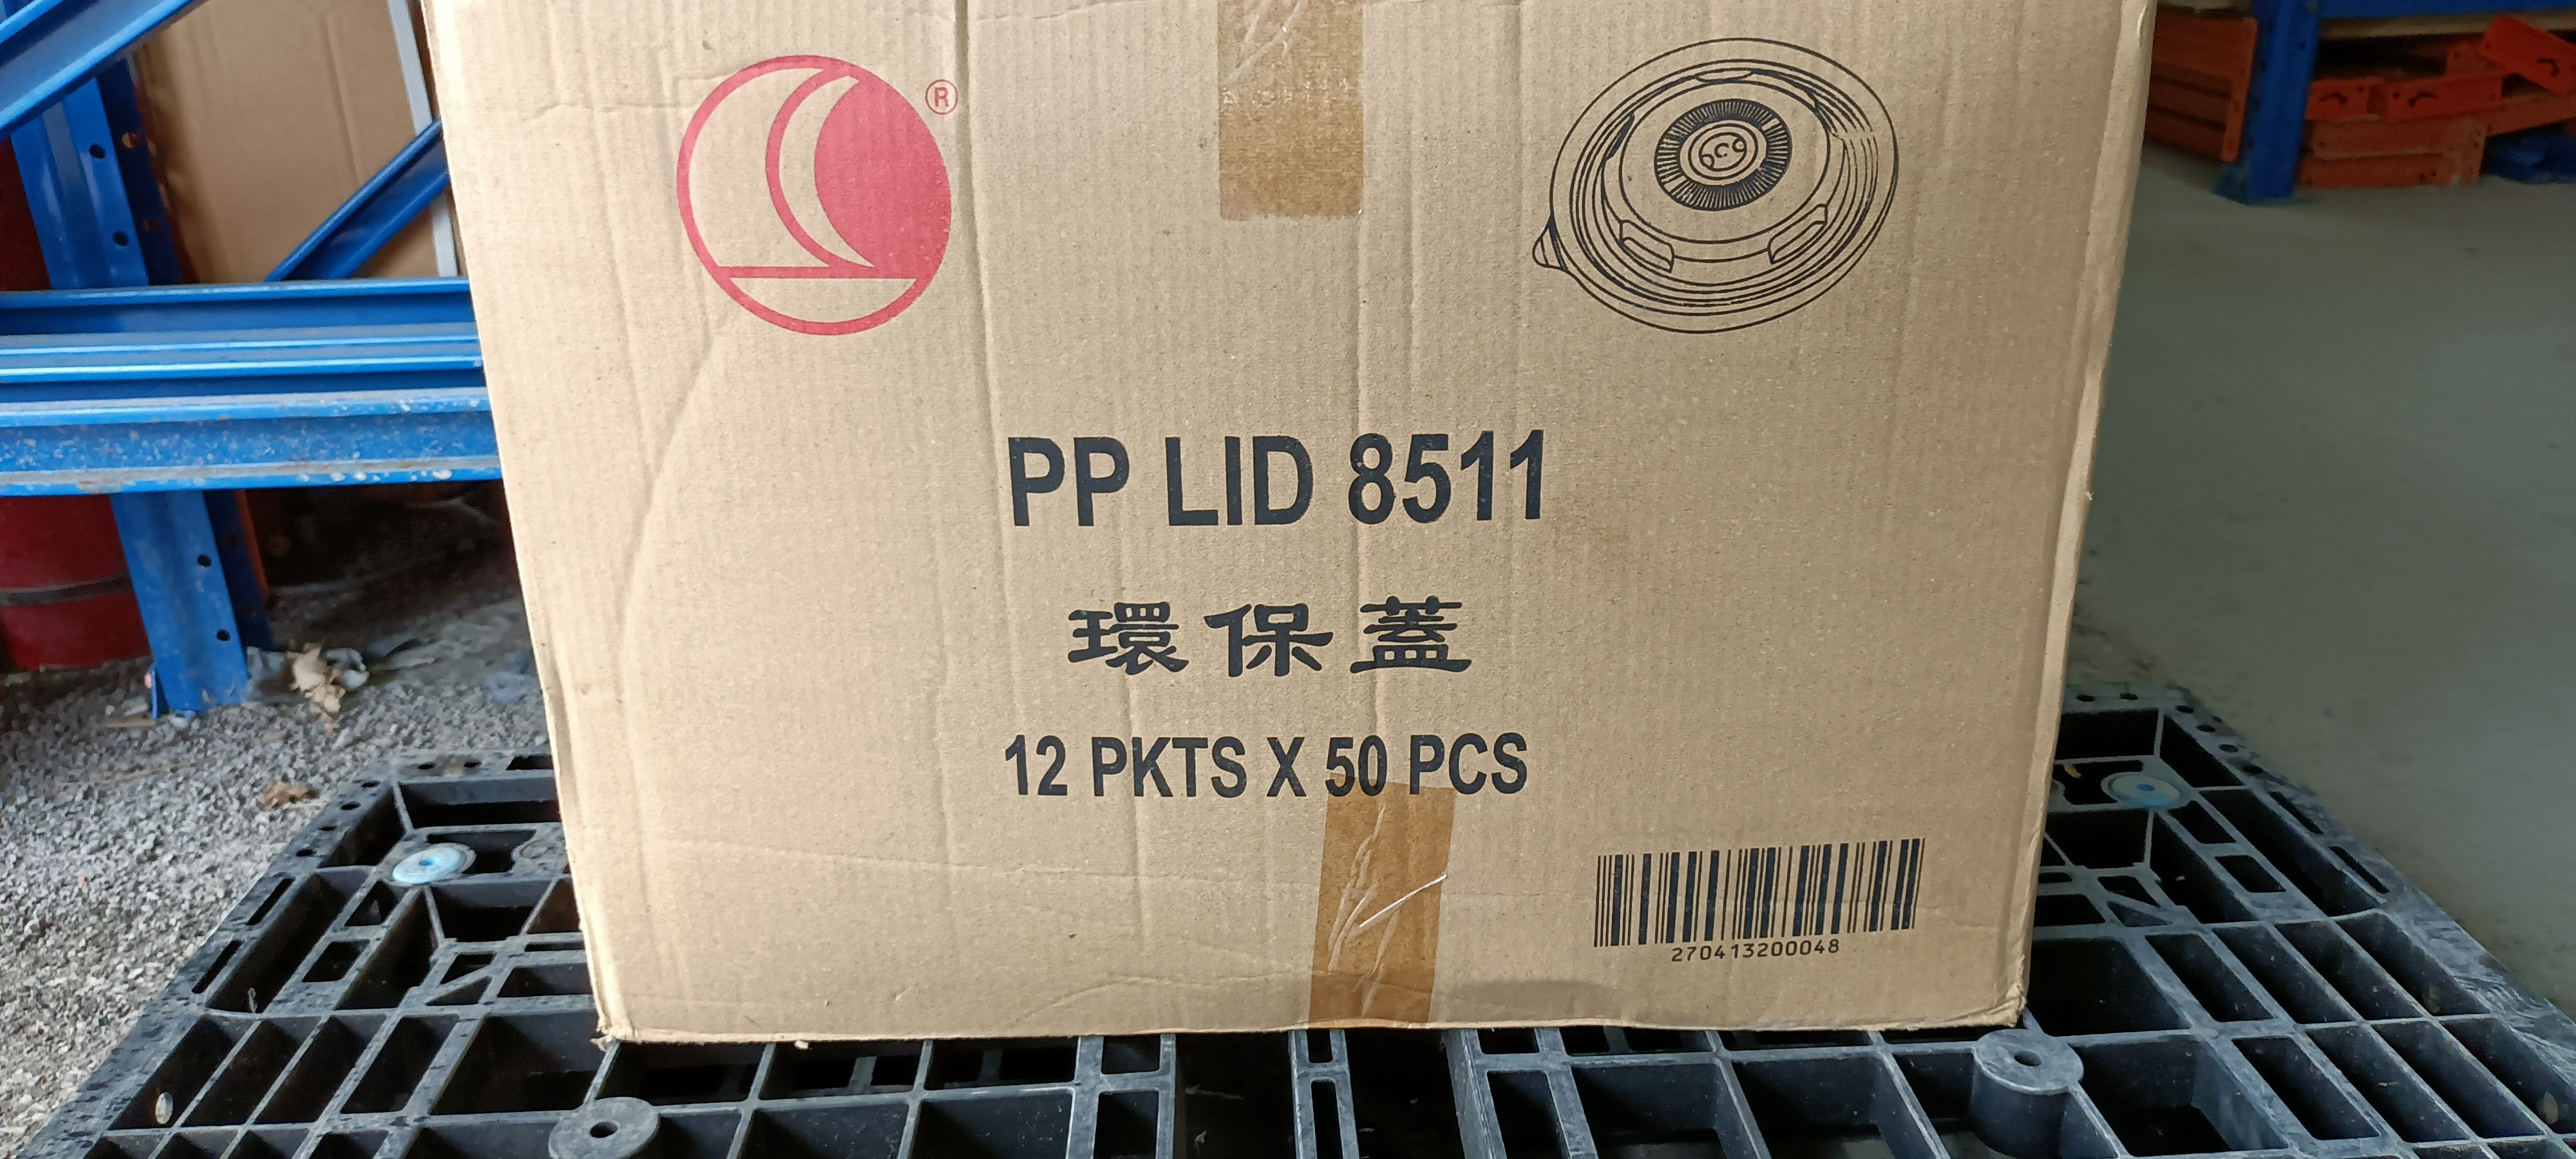 ®
PP LID 8511
環保蓋
12 PKTS X 50 PCS
270413200048